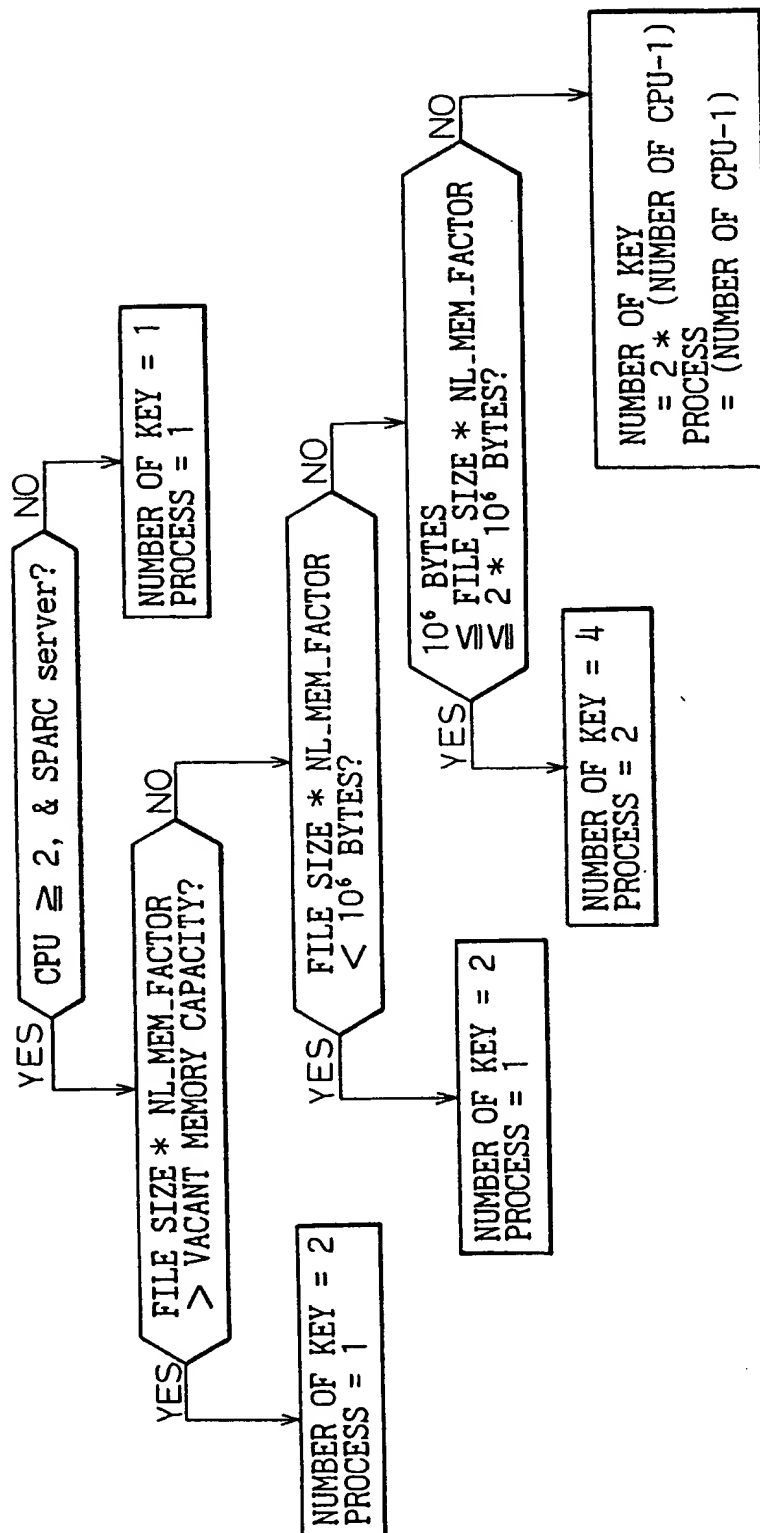 CPU ≧ 2, & SPARC server?
YES
NO
NUMBER OF KEY = 1
PROCESS = 1
FILE SIZE * NL_MEM_FACTOR
> VACANT MEMORY CAPACITY?
YES
NO
NUMBER OF KEY = 2
PROCESS = 1
FILE SIZE * NL_MEM_FACTOR
< 10⁶ BYTES?
YES
NO
NUMBER OF KEY = 2
PROCESS = 1
10⁶ BYTES
≦ FILE SIZE * NL_MEM_FACTOR
≦ 2 * 10⁶ BYTES?
YES
NO
NUMBER OF KEY = 4
PROCESS = 2
NUMBER OF KEY
= 2 * (NUMBER OF CPU-1)
PROCESS
= (NUMBER OF CPU-1)